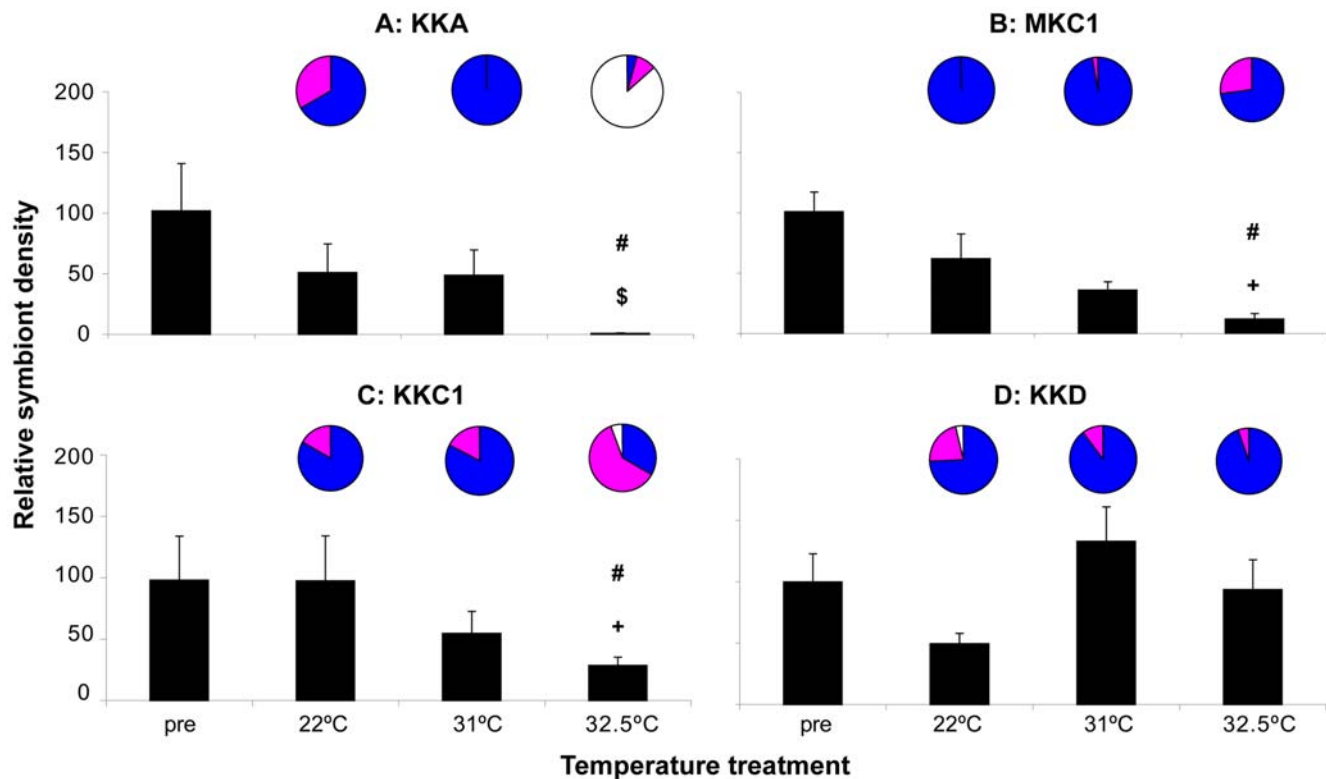 A: KKA
B: MKC1
200
150
100
50
0
#
$
#
+
C: KKC1
D: KKD
200
150
100
50
0
#
+
Relative symbiont density
pre 22ºC 31ºC 32.5ºC
pre 22ºC 31ºC 32.5ºC
Temperature treatment